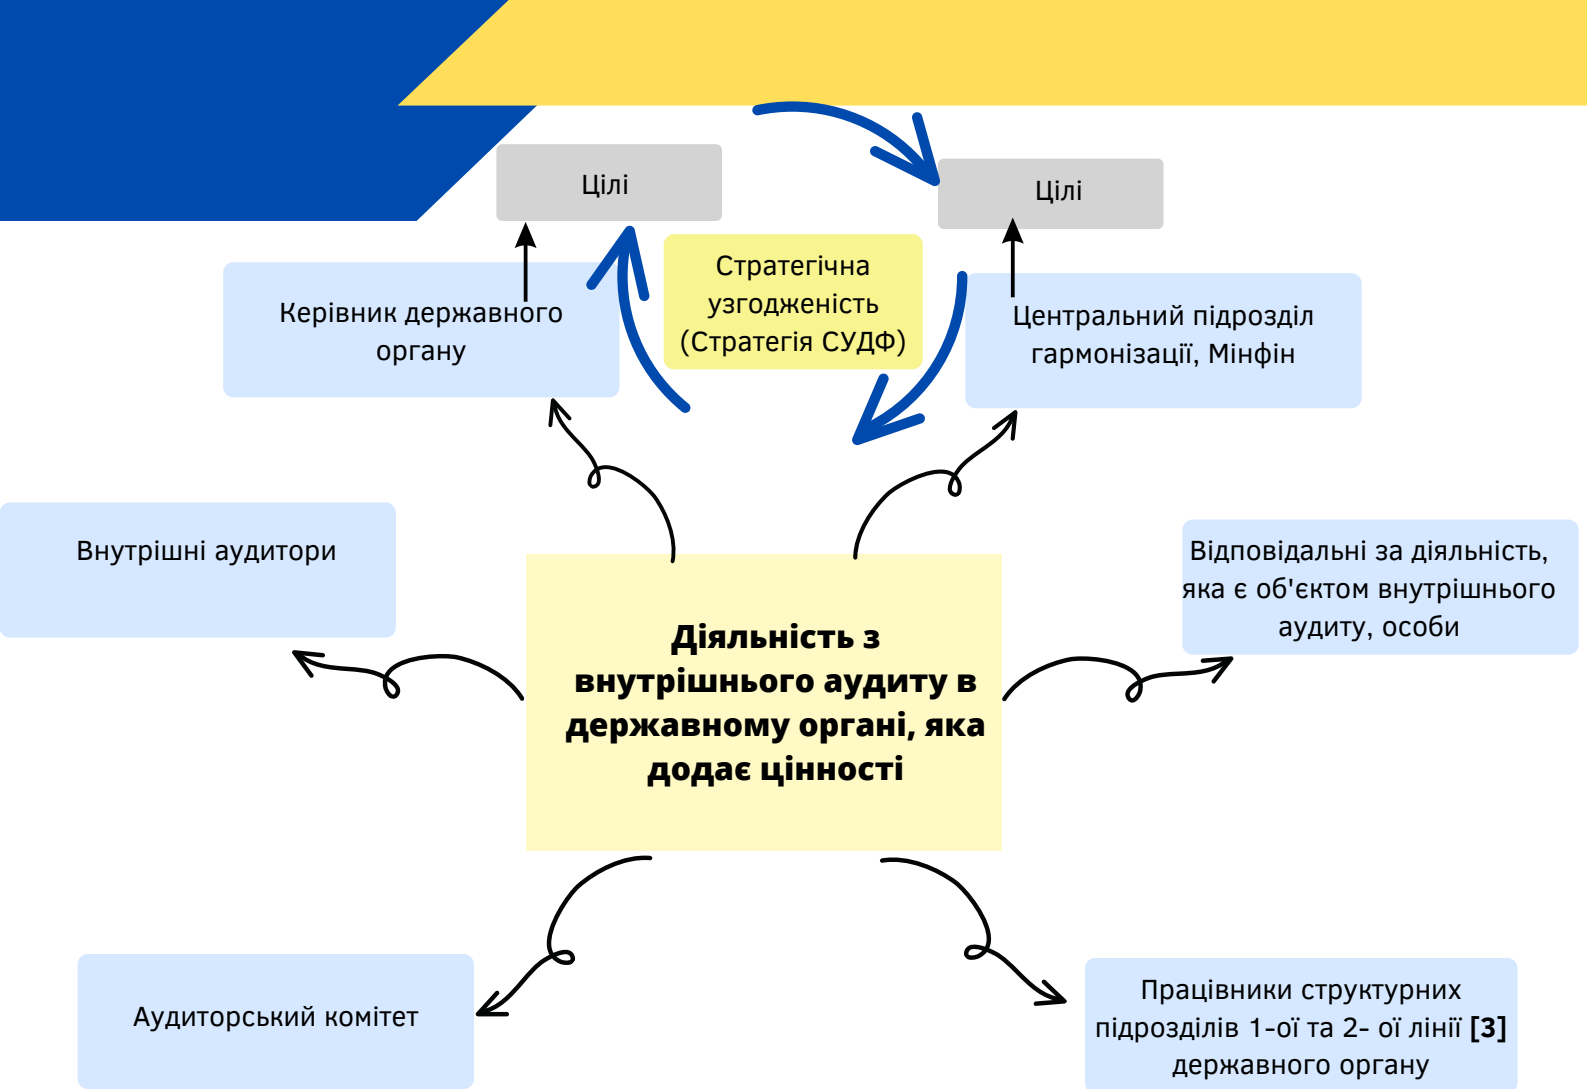 Цілі
Цілі
Стратегічна
узгодженість
(Стратегія СУДФ)
Керівник державного
органу
Центральний підрозділ
гармонізації, Мінфін
Внутрішні аудитори
Відповідальні за діяльність,
яка є об'єктом внутрішнього
аудиту, особи
Діяльність з
внутрішнього аудиту в
державному органі, яка
додає цінності
Аудиторський комітет
Працівники структурних
підрозділів 1-ої та 2- ої лінії [3]
державного органу